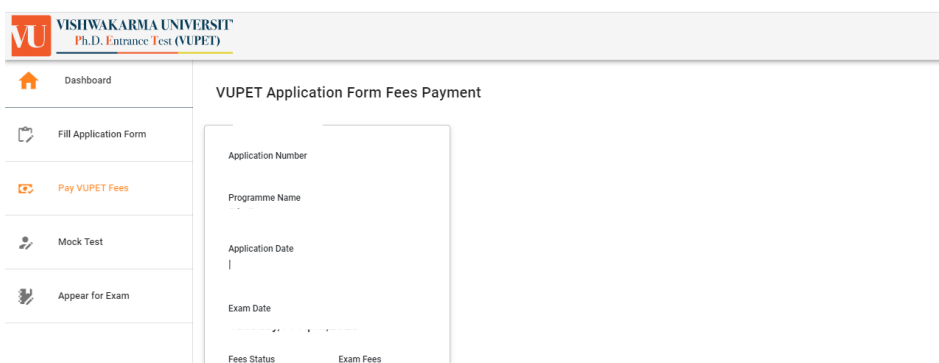 VU
VISHWAKARMA UNIVERSIT
Ph.D. Entrance Test (VUPET)
Dashboard
Fill Application Form
Pay VUPET Fees
Mock Test
Appear for Exam
VUPET Application Form Fees Payment
Application Number
Programme Name
Application Date
Exam Date
Fees Status Exam Fees